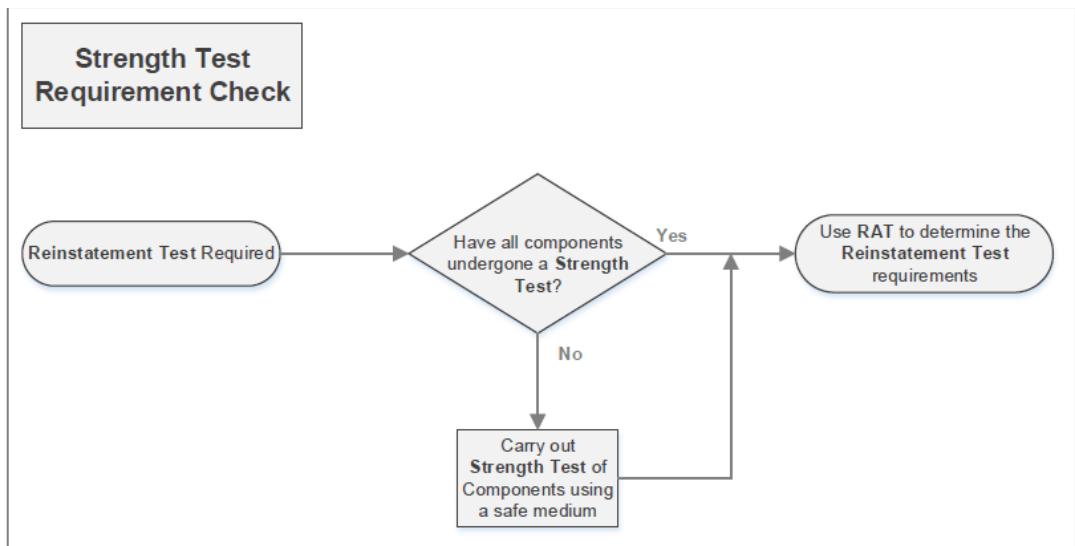 Strength Test
Requirement Check
Reinstatement Test Required
Have all components
undergone a Strength
Test?
Yes
Use RAT to determine the
Reinstatement Test
requirements
No
Carry out
Strength Test of
Components using
a safe medium